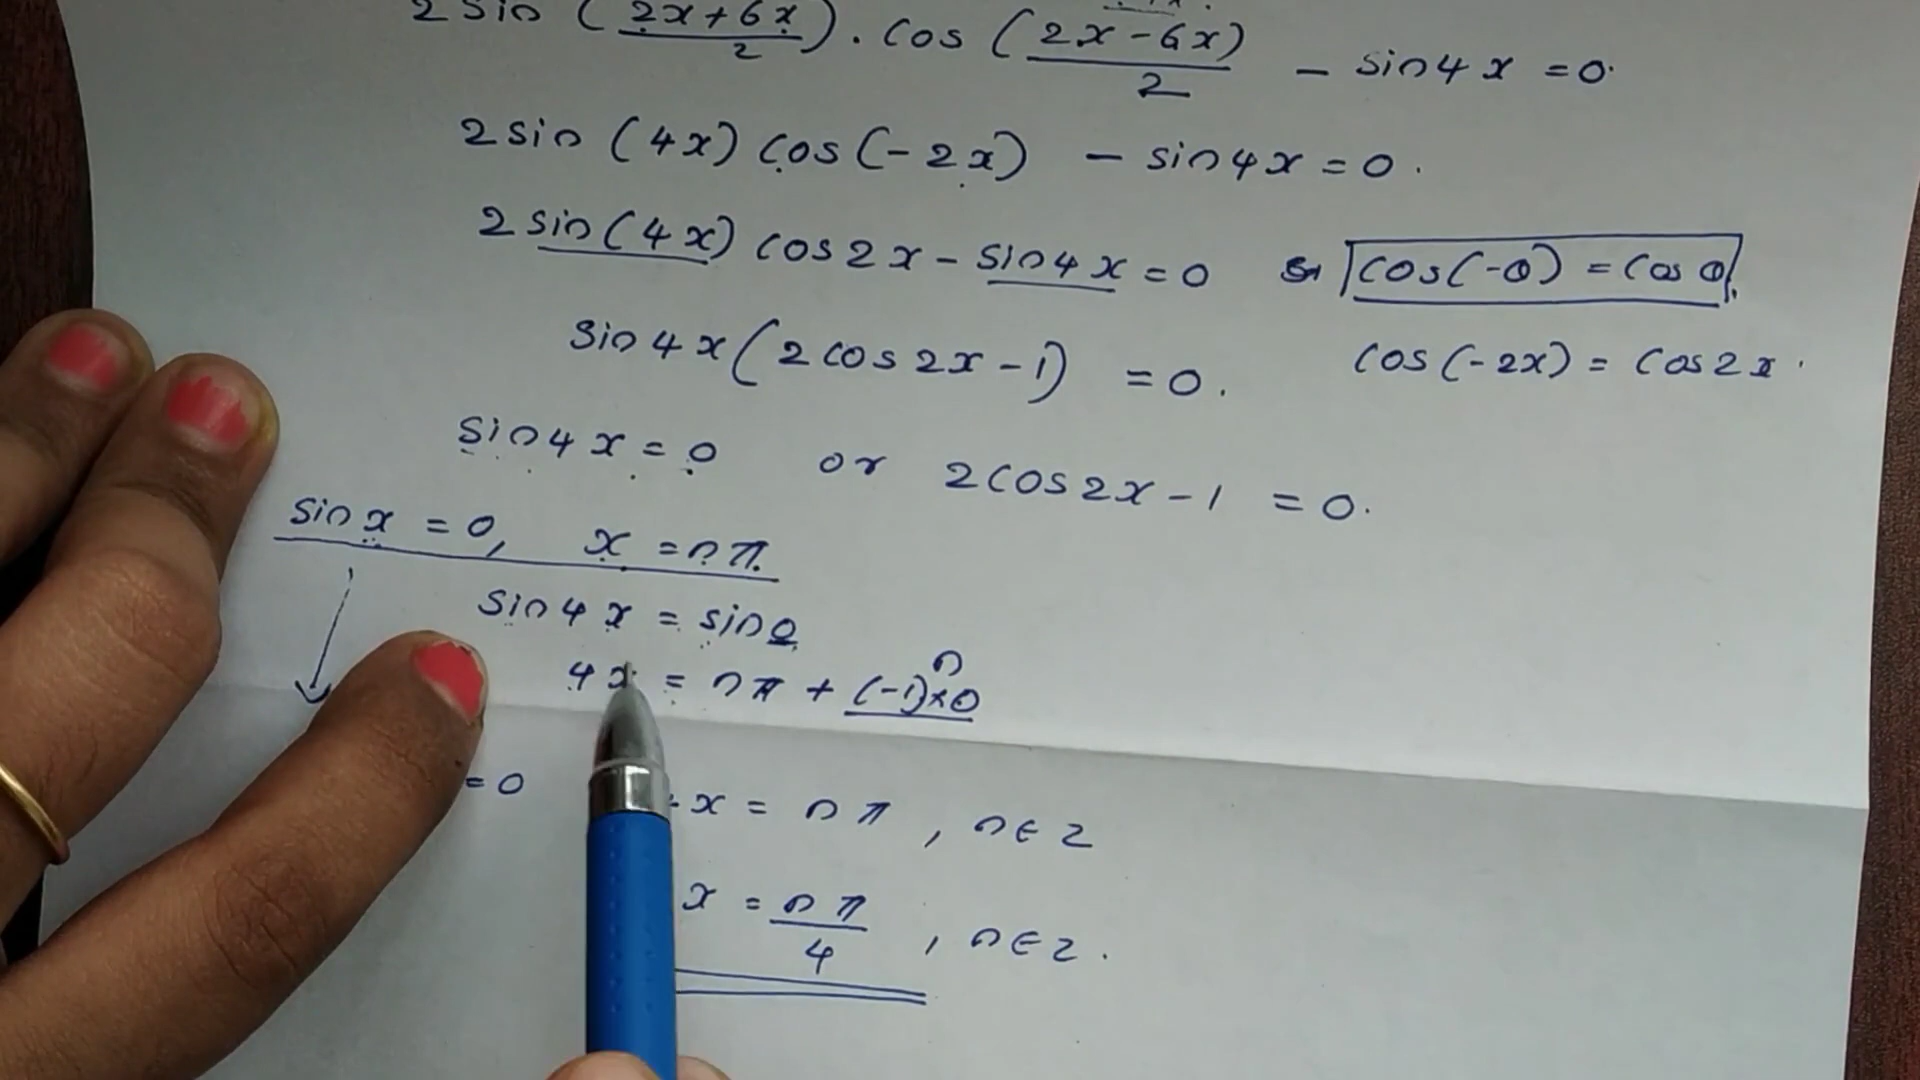 2 sin (2x+6x/2) . cos (2x-6x/2) - sin4x = 0.
2 sin (4x) cos(-2x) - sin4x = 0.
2 sin(4x) cos2x - sin4x = 0
cos(-θ) = cos θ
sin4x(2cos2x-1) = 0.
cos(-2x) = cos2x.
sin4x = 0 or 2cos2x-1 = 0.
sin x = 0, x = nπ.
sin4x = sin0
4x = nπ + (-1)ⁿ×0
= 0 x = nπ, n∈Z
x = nπ/4, n∈Z.